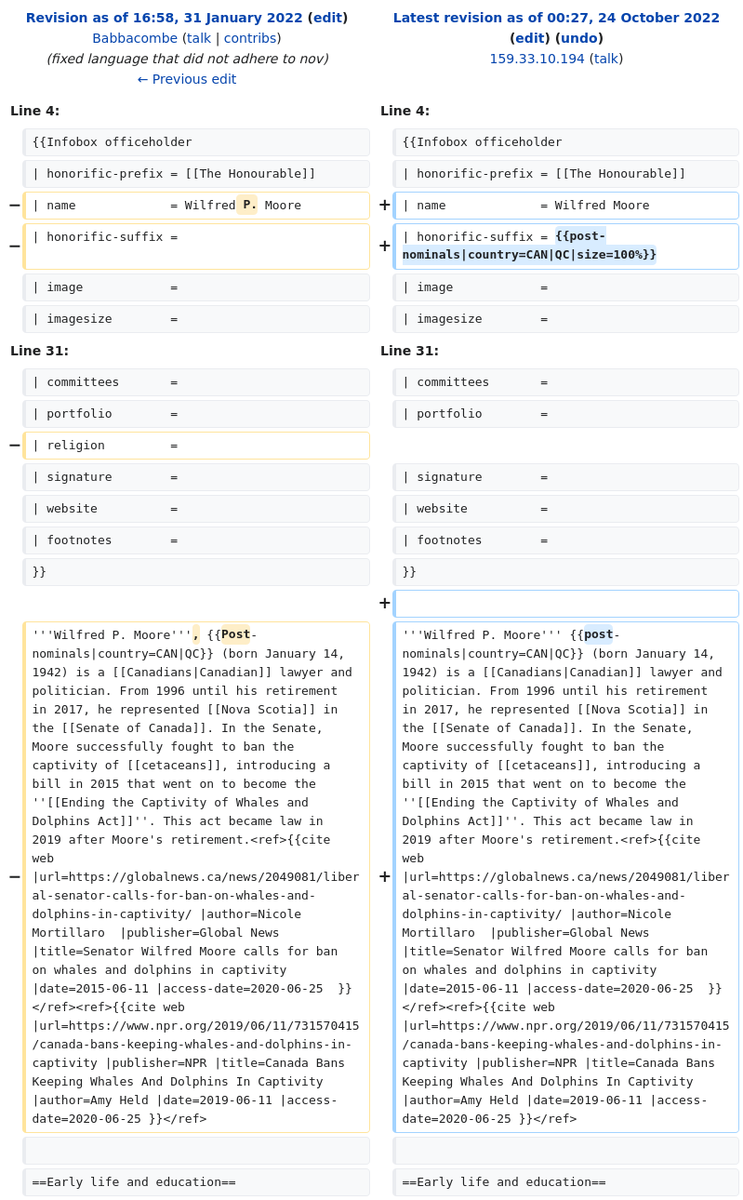 Revision as of 16:58, 31 January 2022 (edit)
Babbacombe (talk | contribs)
(fixed language that did not adhere to nov)
← Previous edit
Latest revision as of 00:27, 24 October 2022
(edit) (undo)
159.33.10.194 (talk)
Line 4:
Line 4:
{{Infobox officeholder
{{Infobox officeholder
| honorific-prefix = [[The Honourable]]
| honorific-prefix = [[The Honourable]]
− | name             = Wilfred P. Moore
+ | name             = Wilfred Moore
− | honorific-suffix =
+ | honorific-suffix = {{post-
nominals|country=CAN|QC|size=100%}}
| image         =
| image         =
| imagesize     =
| imagesize     =
Line 31:
Line 31:
| committees       =
| committees       =
| portfolio        =
| portfolio        =
− | religion         =
| signature        =
| signature        =
| website          =
| website          =
| footnotes        =
| footnotes        =
}}
}}
+
− '''Wilfred P. Moore''', {{Post-
nominals|country=CAN|QC}} (born January 14,
1942) is a [[Canadians|Canadian]] lawyer and
politician. From 1996 until his retirement
in 2017, he represented [[Nova Scotia]] in
the [[Senate of Canada]]. In the Senate,
Moore successfully fought to ban the
captivity of [[cetaceans]], introducing a
bill in 2015 that went on to become the
''[[Ending the Captivity of Whales and
Dolphins Act]]''. This act became law in
2019 after Moore's retirement.<ref>{{cite
web
|url=https://globalnews.ca/news/2049081/liber
al-senator-calls-for-ban-on-whales-and-
dolphins-in-captivity/ |author=Nicole
Mortillaro  |publisher=Global News
|title=Senator Wilfred Moore calls for ban
on whales and dolphins in captivity
|date=2015-06-11 |access-date=2020-06-25  }}
</ref><ref>{{cite web
|url=https://www.npr.org/2019/06/11/731570415
/canada-bans-keeping-whales-and-dolphins-in-
captivity |publisher=NPR |title=Canada Bans
Keeping Whales And Dolphins In Captivity
|author=Amy Held |date=2019-06-11 |access-
date=2020-06-25 }}</ref>
+ '''Wilfred P. Moore''' {{post-
nominals|country=CAN|QC}} (born January 14,
1942) is a [[Canadians|Canadian]] lawyer and
politician. From 1996 until his retirement
in 2017, he represented [[Nova Scotia]] in
the [[Senate of Canada]]. In the Senate,
Moore successfully fought to ban the
captivity of [[cetaceans]], introducing a
bill in 2015 that went on to become the
''[[Ending the Captivity of Whales and
Dolphins Act]]''. This act became law in
2019 after Moore's retirement.<ref>{{cite
web
|url=https://globalnews.ca/news/2049081/liber
al-senator-calls-for-ban-on-whales-and-
dolphins-in-captivity/ |author=Nicole
Mortillaro  |publisher=Global News
|title=Senator Wilfred Moore calls for ban
on whales and dolphins in captivity
|date=2015-06-11 |access-date=2020-06-25  }}
</ref><ref>{{cite web
|url=https://www.npr.org/2019/06/11/731570415
/canada-bans-keeping-whales-and-dolphins-in-
captivity |publisher=NPR |title=Canada Bans
Keeping Whales And Dolphins In Captivity
|author=Amy Held |date=2019-06-11 |access-
date=2020-06-25 }}</ref>
==Early life and education==
==Early life and education==